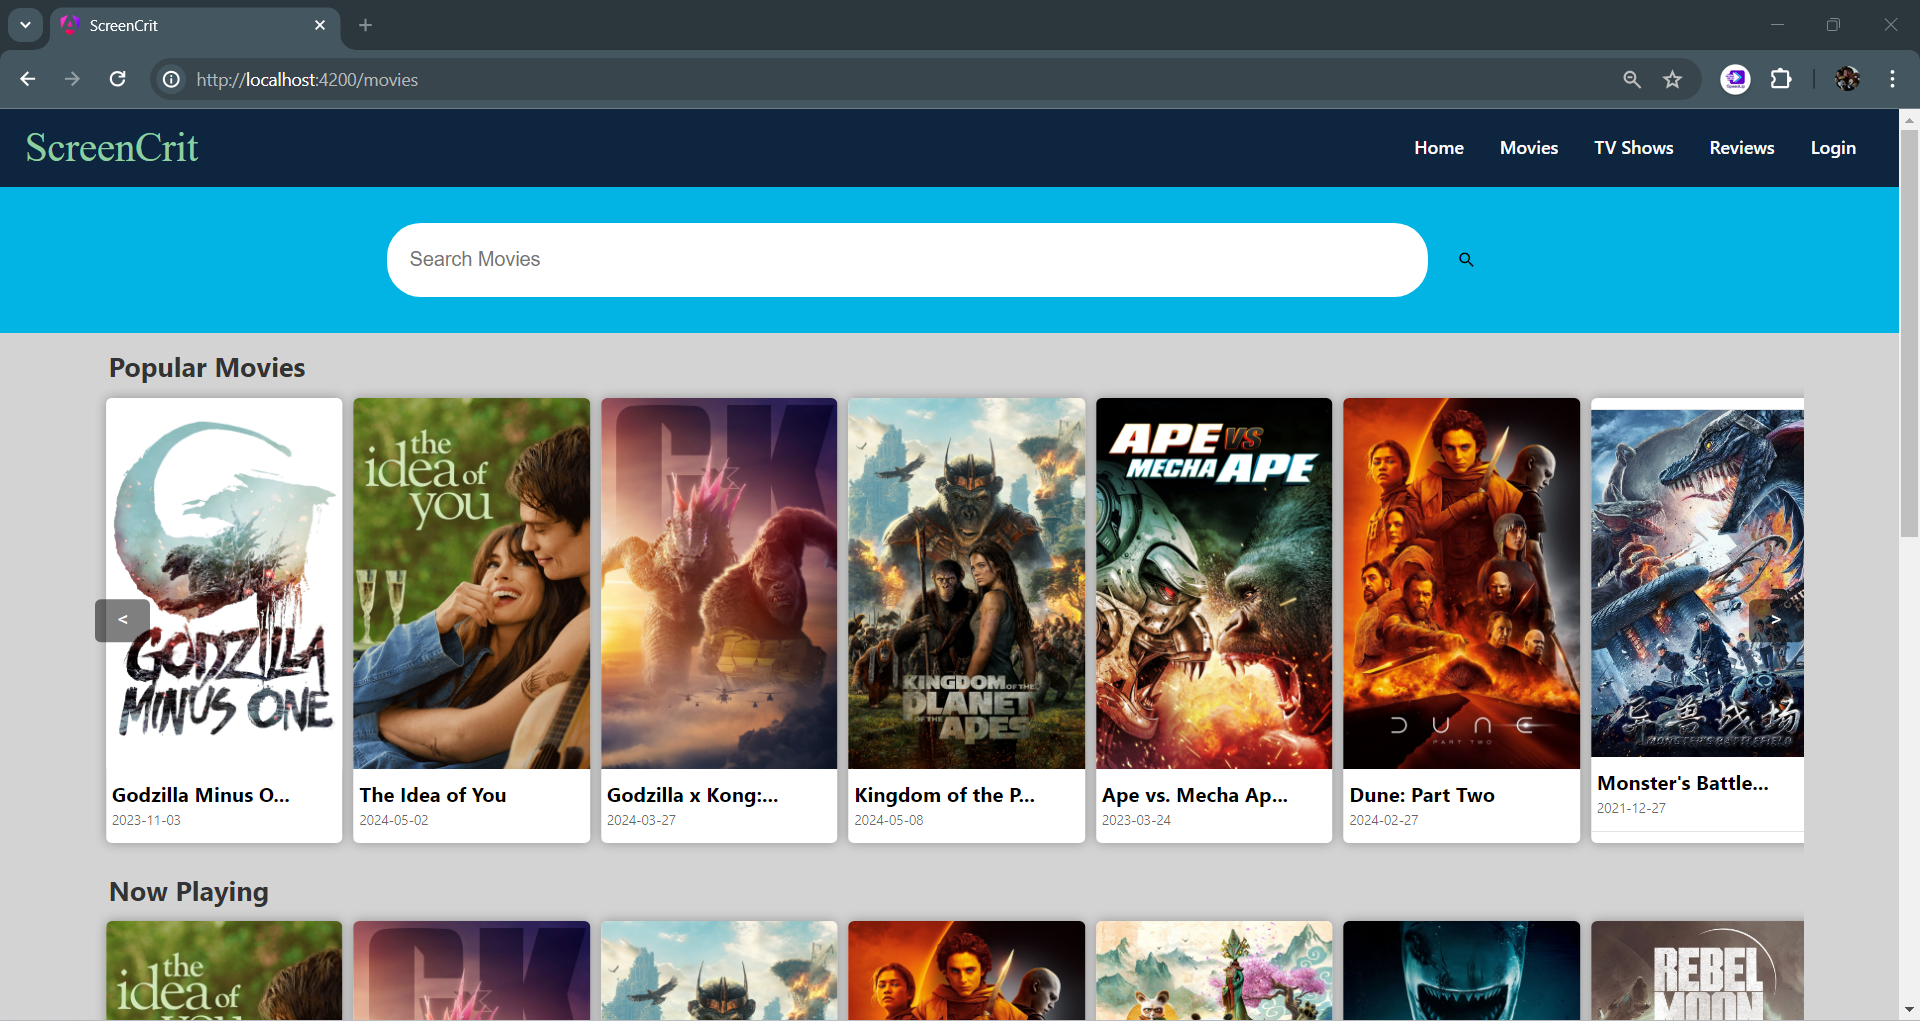 ScreenCrit
http://localhost:4200/movies
ScreenCrit
Home Movies TV Shows Reviews Login
Search Movies
Popular Movies
the
idea of
you
GK
APE VS
MECHA APE
GODZILLA
MINUS ONE
KINGDOM OF THE
PLANET
OF THE
APES
DUNE
PART TWO
异兽战场
MONSTER'S BATTLEFIELD
<
>
Godzilla Minus O...
2023-11-03
The Idea of You
2024-05-02
Godzilla x Kong:...
2024-03-27
Kingdom of the P...
2024-05-08
Ape vs. Mecha Ap...
2023-03-24
Dune: Part Two
2024-02-27
Monster's Battle...
2021-12-27
Now Playing
the
idea of
you
GK
REBEL
MOON